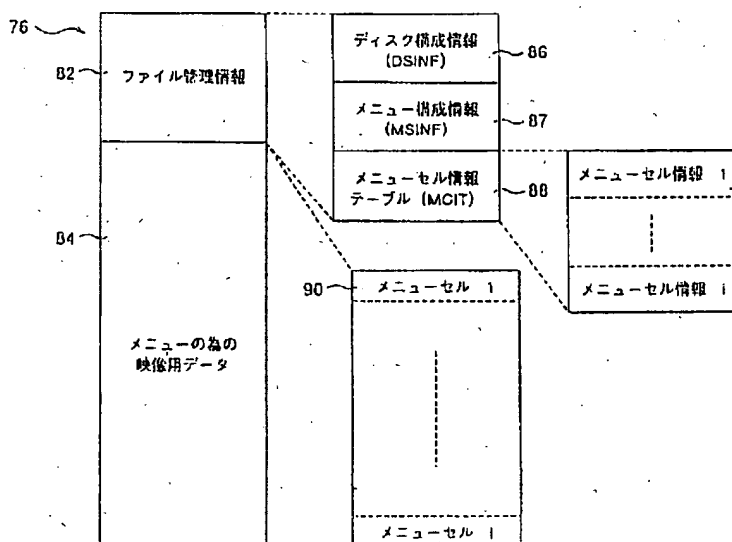 76
82
ファイル管理情報
84
メニューの為の
映像用データ
ディスク構成情報
(DSINF)
86
メニュー構成情報
(MSINF)
87
メニューセル情報
テーブル (MCIT)
88
メニューセル情報 1
メニューセル情報 i
90
メニューセル 1
メニューセル i